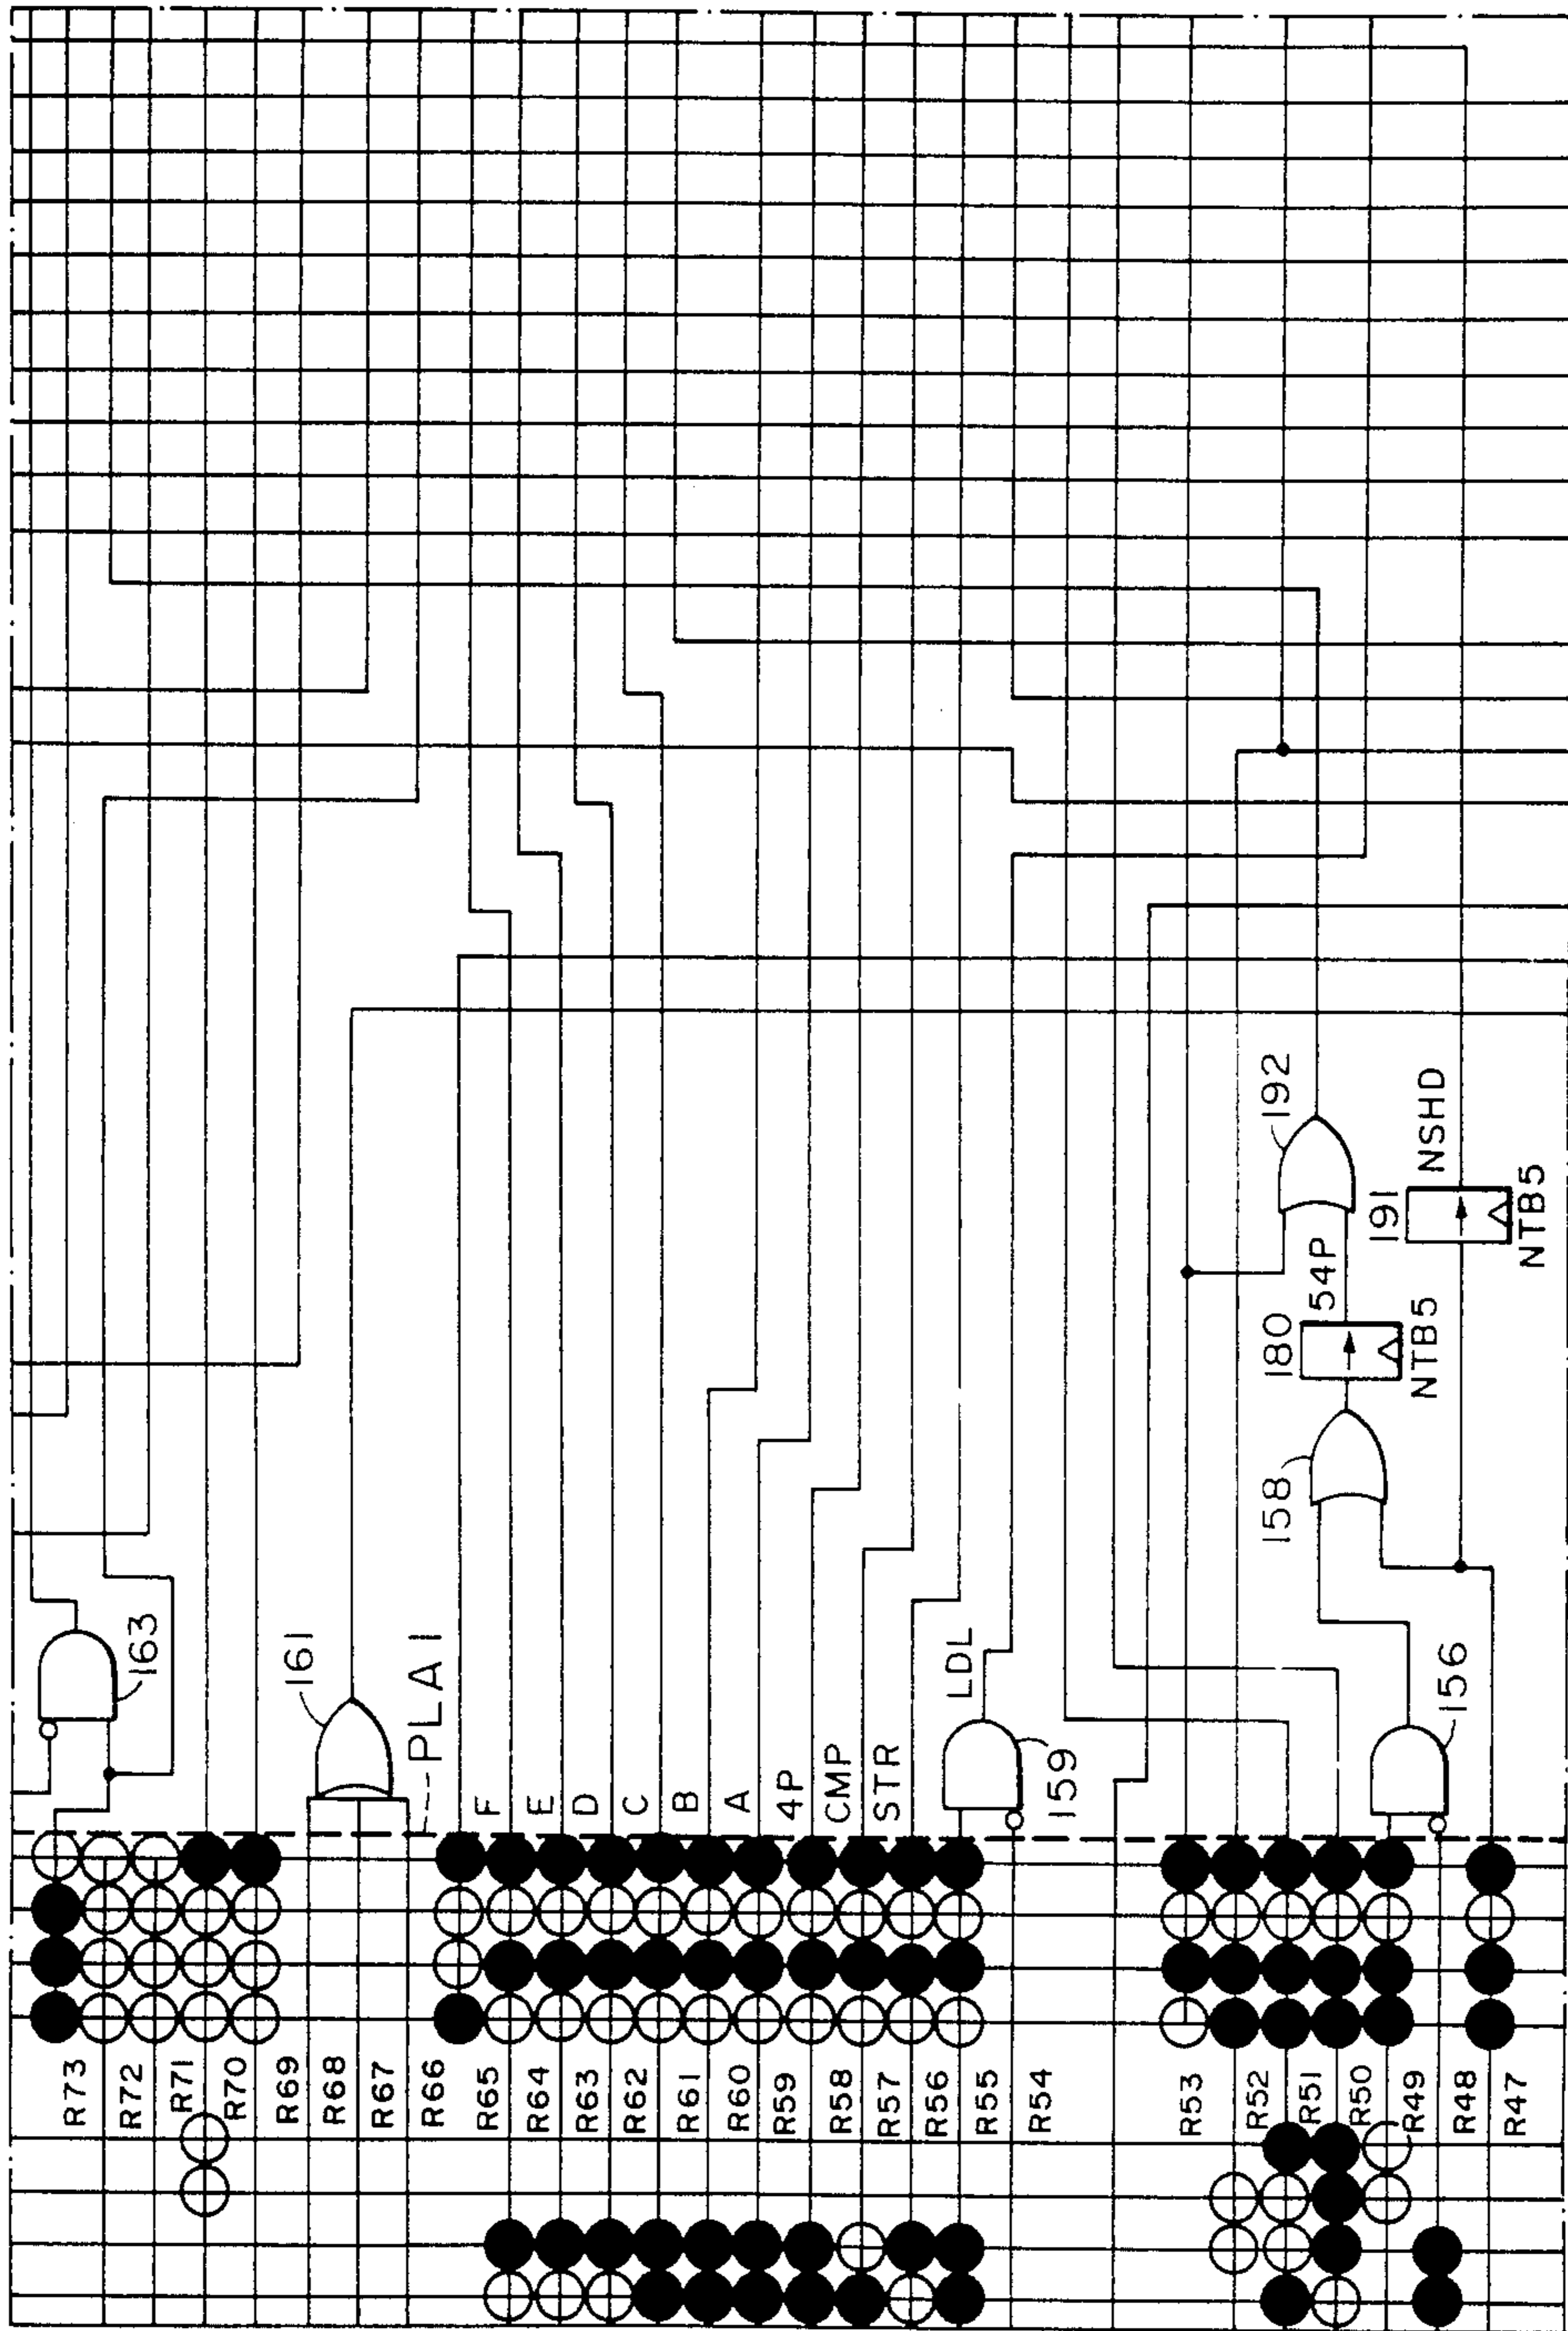 163
161
PLA1
F
E
D
C
B
A
4P
CMP
STR
LDL
159
192
NSHD
191
54P
NTB5
180
NTB5
158
156
R73
R72
R71
R70
R69
R68
R67
R66
R65
R64
R63
R62
R61
R60
R59
R58
R57
R56
R55
R54
R53
R52
R51
R50
R49
R48
R47